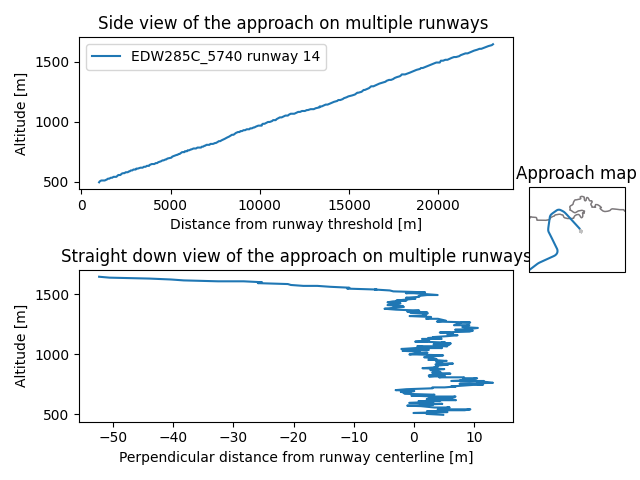 Side view of the approach on multiple runways
1500
1000
500
Altitude [m]
EDW285C_5740 runway 14
0 5000 10000 15000 20000
Distance from runway threshold [m]
Approach map
Straight down view of the approach on multiple runways
1500
1000
500
Altitude [m]
−50 −40 −30 −20 −10 0 10
Perpendicular distance from runway centerline [m]